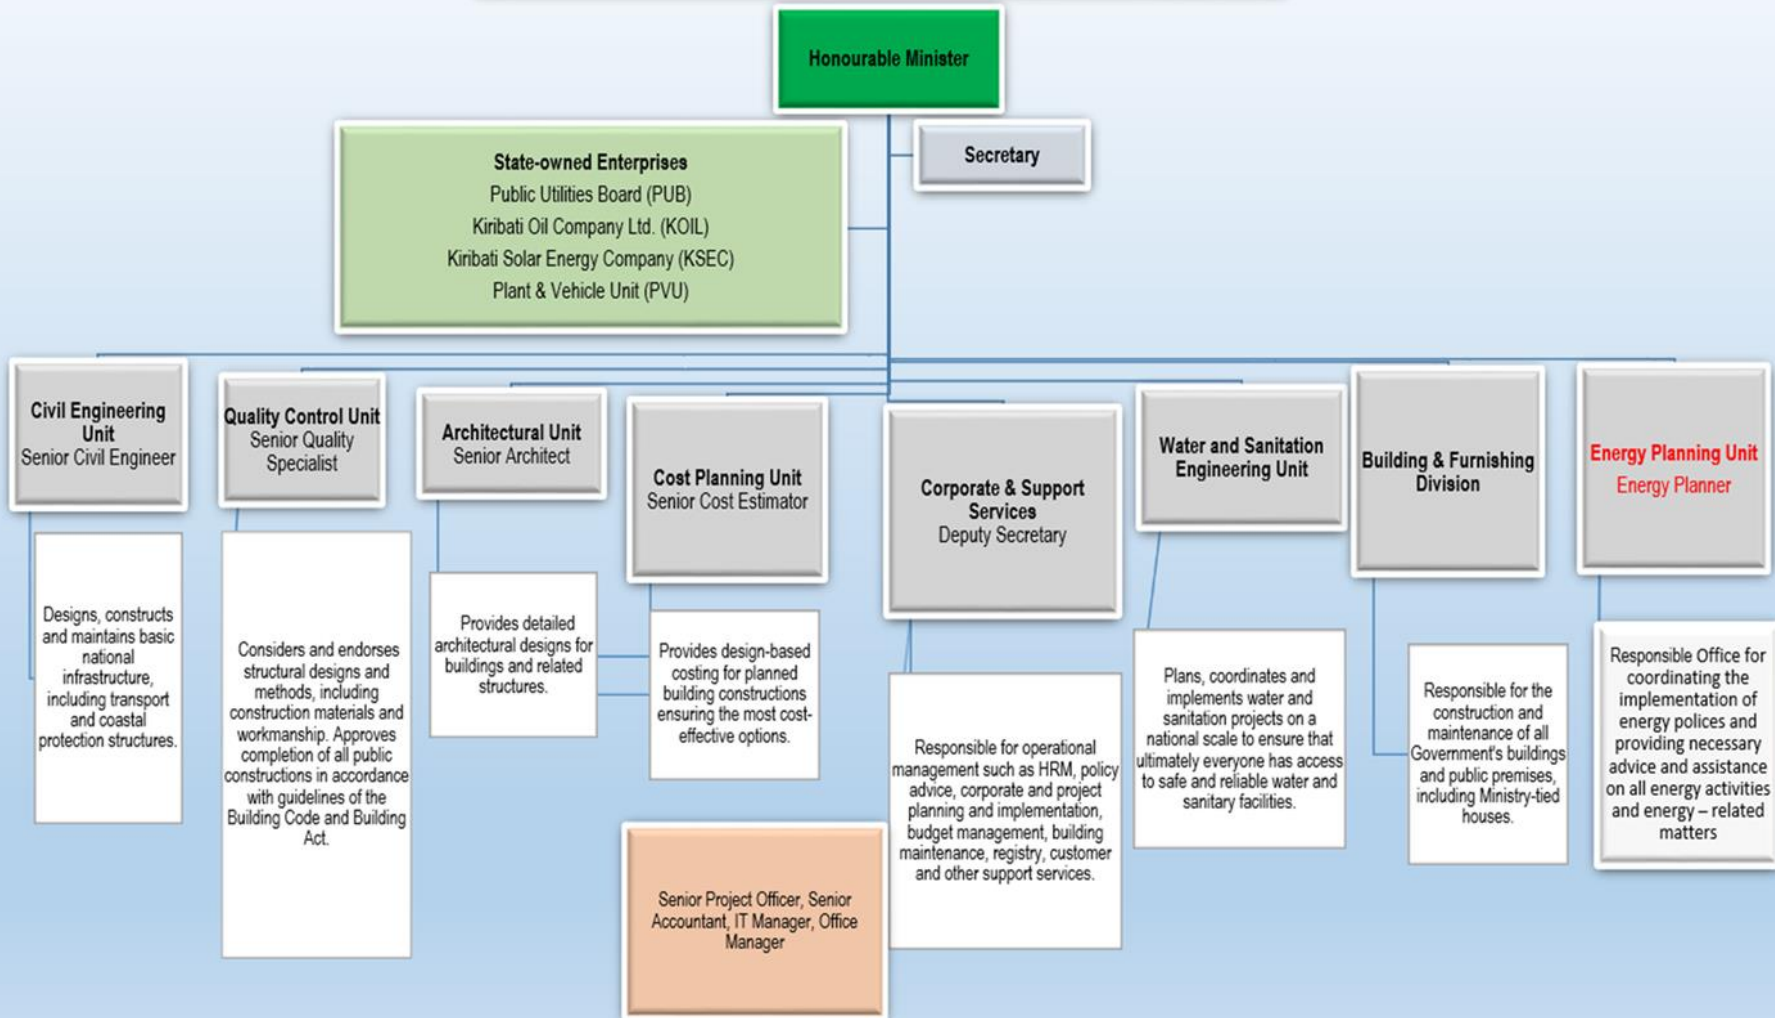 Honourable Minister
Secretary
State-owned Enterprises
Public Utilities Board (PUB)
Kiribati Oil Company Ltd. (KOIL)
Kiribati Solar Energy Company (KSEC)
Plant & Vehicle Unit (PVU)
Civil Engineering
Unit
Senior Civil Engineer
Quality Control Unit
Senior Quality
Specialist
Architectural Unit
Senior Architect
Cost Planning Unit
Senior Cost Estimator
Corporate & Support
Services
Deputy Secretary
Water and Sanitation
Engineering Unit
Building & Furnishing
Division
Energy Planning Unit
Energy Planner
Designs, constructs
and maintains basic
national
infrastructure,
including transport
and coastal
protection structures.
Considers and endorses
structural designs and
methods, including
construction materials and
workmanship. Approves
completion of all public
constructions in accordance
with guidelines of the
Building Code and Building
Act.
Provides detailed
architectural designs for
buildings and related
structures.
Provides design-based
costing for planned
building constructions
ensuring the most cost-
effective options.
Responsible for operational
management such as HRM, policy
advice, corporate and project
planning and implementation,
budget management, building
maintenance, registry, customer
and other support services.
Plans, coordinates and
implements water and
sanitation projects on a
national scale to ensure that
ultimately everyone has access
to safe and reliable water and
sanitary facilities.
Responsible for the
construction and
maintenance of all
Government's buildings
and public premises,
including Ministry-tied
houses.
Responsible Office for
coordinating the
implementation of
energy polices and
providing necessary
advice and assistance
on all energy activities
and energy – related
matters
Senior Project Officer, Senior
Accountant, IT Manager, Office
Manager